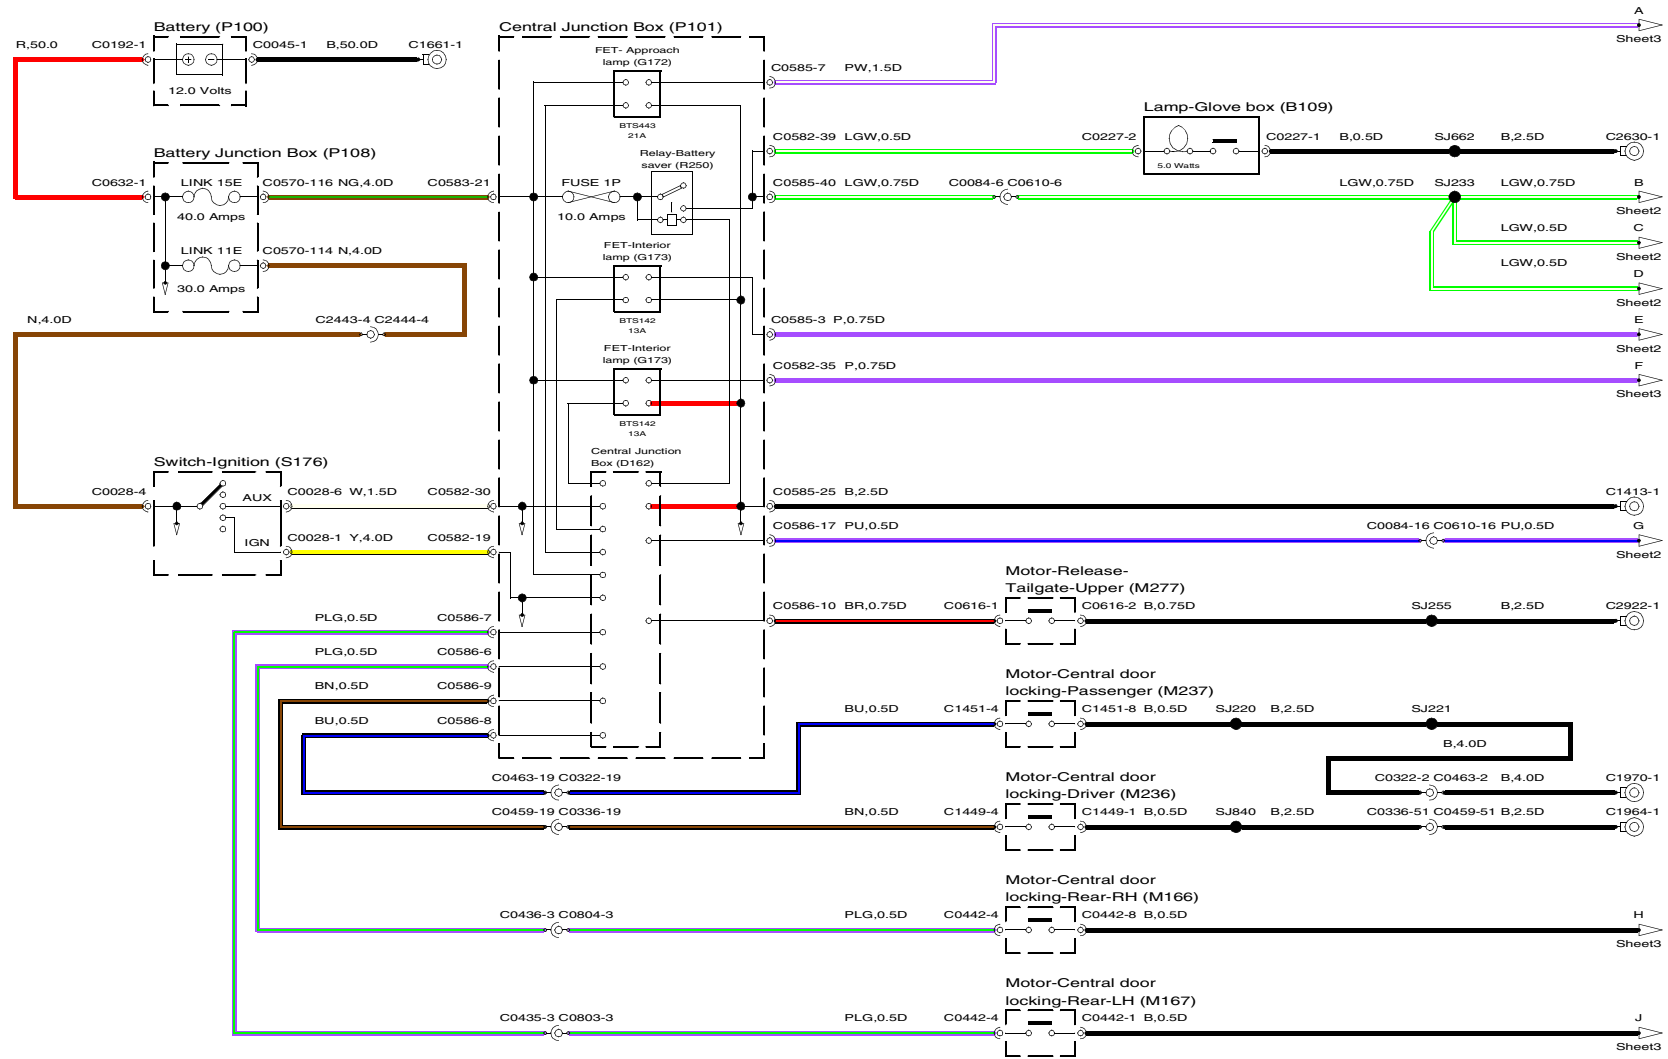 A
Sheet3
Battery (P100)
Central Junction Box (P101)
R,50.0 C0192-1 C0045-1 B,50.0D C1661-1
12.0 Volts
FET- Approach
lamp (G172)
BTS443
21A
C0585-7 PW,1.5D
Lamp-Glove box (B109)
C0582-39 LGW,0.5D C0227-2 C0227-1 B,0.5D SJ662 B,2.5D C2630-1
5.0 Watts
Battery Junction Box (P108)
Relay-Battery
saver (R250)
C0632-1 LINK 15E C0570-116 NG,4.0D C0583-21 FUSE 1P
40.0 Amps
10.0 Amps
C0585-40 LGW,0.75D C0084-6 C0610-6 LGW,0.75D SJ233 LGW,0.75D B
Sheet2
LINK 11E C0570-114 N,4.0D
30.0 Amps
FET-Interior
lamp (G173)
BTS142
13A
LGW,0.5D C
Sheet2
LGW,0.5D D
Sheet2
N,4.0D C2443-4 C2444-4
C0585-3 P,0.75D E
Sheet2
FET-Interior
lamp (G173)
BTS142
13A
C0582-35 P,0.75D F
Sheet3
Central Junction
Box (D162)
Switch-Ignition (S176)
C0028-4 AUX C0028-6 W,1.5D C0582-30
C0585-25 B,2.5D C1413-1
IGN C0028-1 Y,4.0D C0582-19
C0586-17 PU,0.5D C0084-16 C0610-16 PU,0.5D G
Sheet2
Motor-Release-
Tailgate-Upper (M277)
C0586-10 BR,0.75D C0616-1 C0616-2 B,0.75D SJ255 B,2.5D C2922-1
PLG,0.5D C0586-7
PLG,0.5D C0586-6
BN,0.5D C0586-9
BU,0.5D C0586-8
Motor-Central door
locking-Passenger (M237)
BU,0.5D C1451-4 C1451-8 B,0.5D SJ220 B,2.5D SJ221
B,4.0D
C0463-19 C0322-19
C0322-2 C0463-2 B,4.0D C1970-1
Motor-Central door
locking-Driver (M236)
C0459-19 C0336-19 BN,0.5D C1449-4 C1449-1 B,0.5D SJ840 B,2.5D C0336-51 C0459-51 B,2.5D C1964-1
Motor-Central door
locking-Rear-RH (M166)
C0436-3 C0804-3 PLG,0.5D C0442-4 C0442-8 B,0.5D H
Sheet3
Motor-Central door
locking-Rear-LH (M167)
C0435-3 C0803-3 PLG,0.5D C0442-4 C0442-1 B,0.5D J
Sheet3